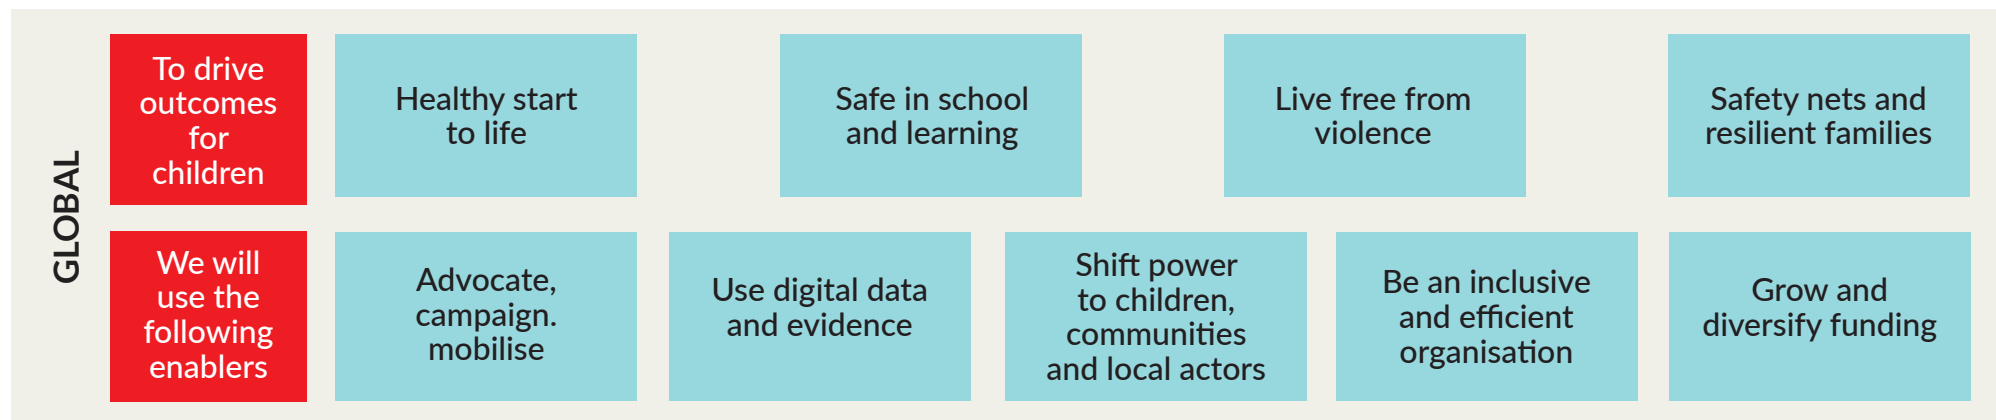 GLOBAL
To drive
outcomes
for
children
Healthy start
to life
Safe in school
and learning
Live free from
violence
Safety nets and
resilient families
We will
use the
following
enablers
Advocate,
campaign.
mobilise
Use digital data
and evidence
Shift power
to children,
communities
and local actors
Be an inclusive
and efficient
organisation
Grow and
diversify funding